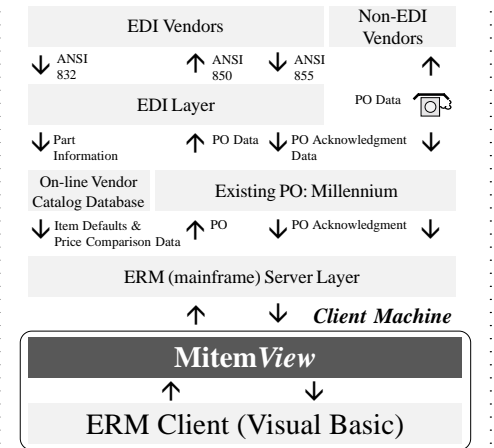 EDI Vendors
Non-EDI
Vendors
ANSI
832
ANSI
850
ANSI
855
EDI Layer
PO Data
Part
Information
PO Data
PO Acknowledgment
Data
On-line Vendor
Catalog Database
Existing PO: Millennium
Item Defaults &
Price Comparison Data
PO
PO Acknowledgment
ERM (mainframe) Server Layer
Client Machine
MitemView
ERM Client (Visual Basic)